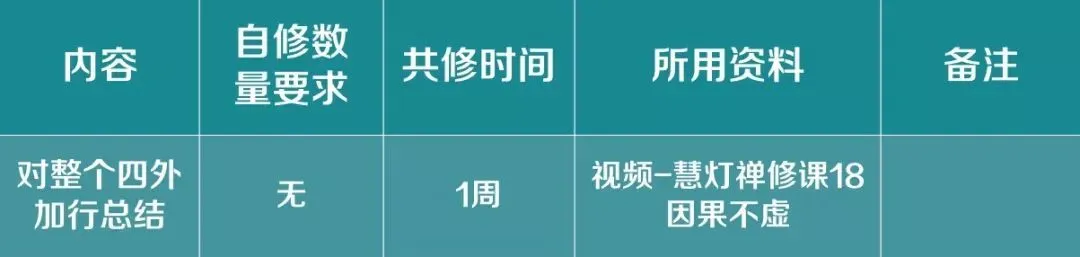 内容
自修数
量要求
共修时间
所用资料
备注
对整个四外
加行总结
无
1周
视频-慧灯禅修课18
因果不虚